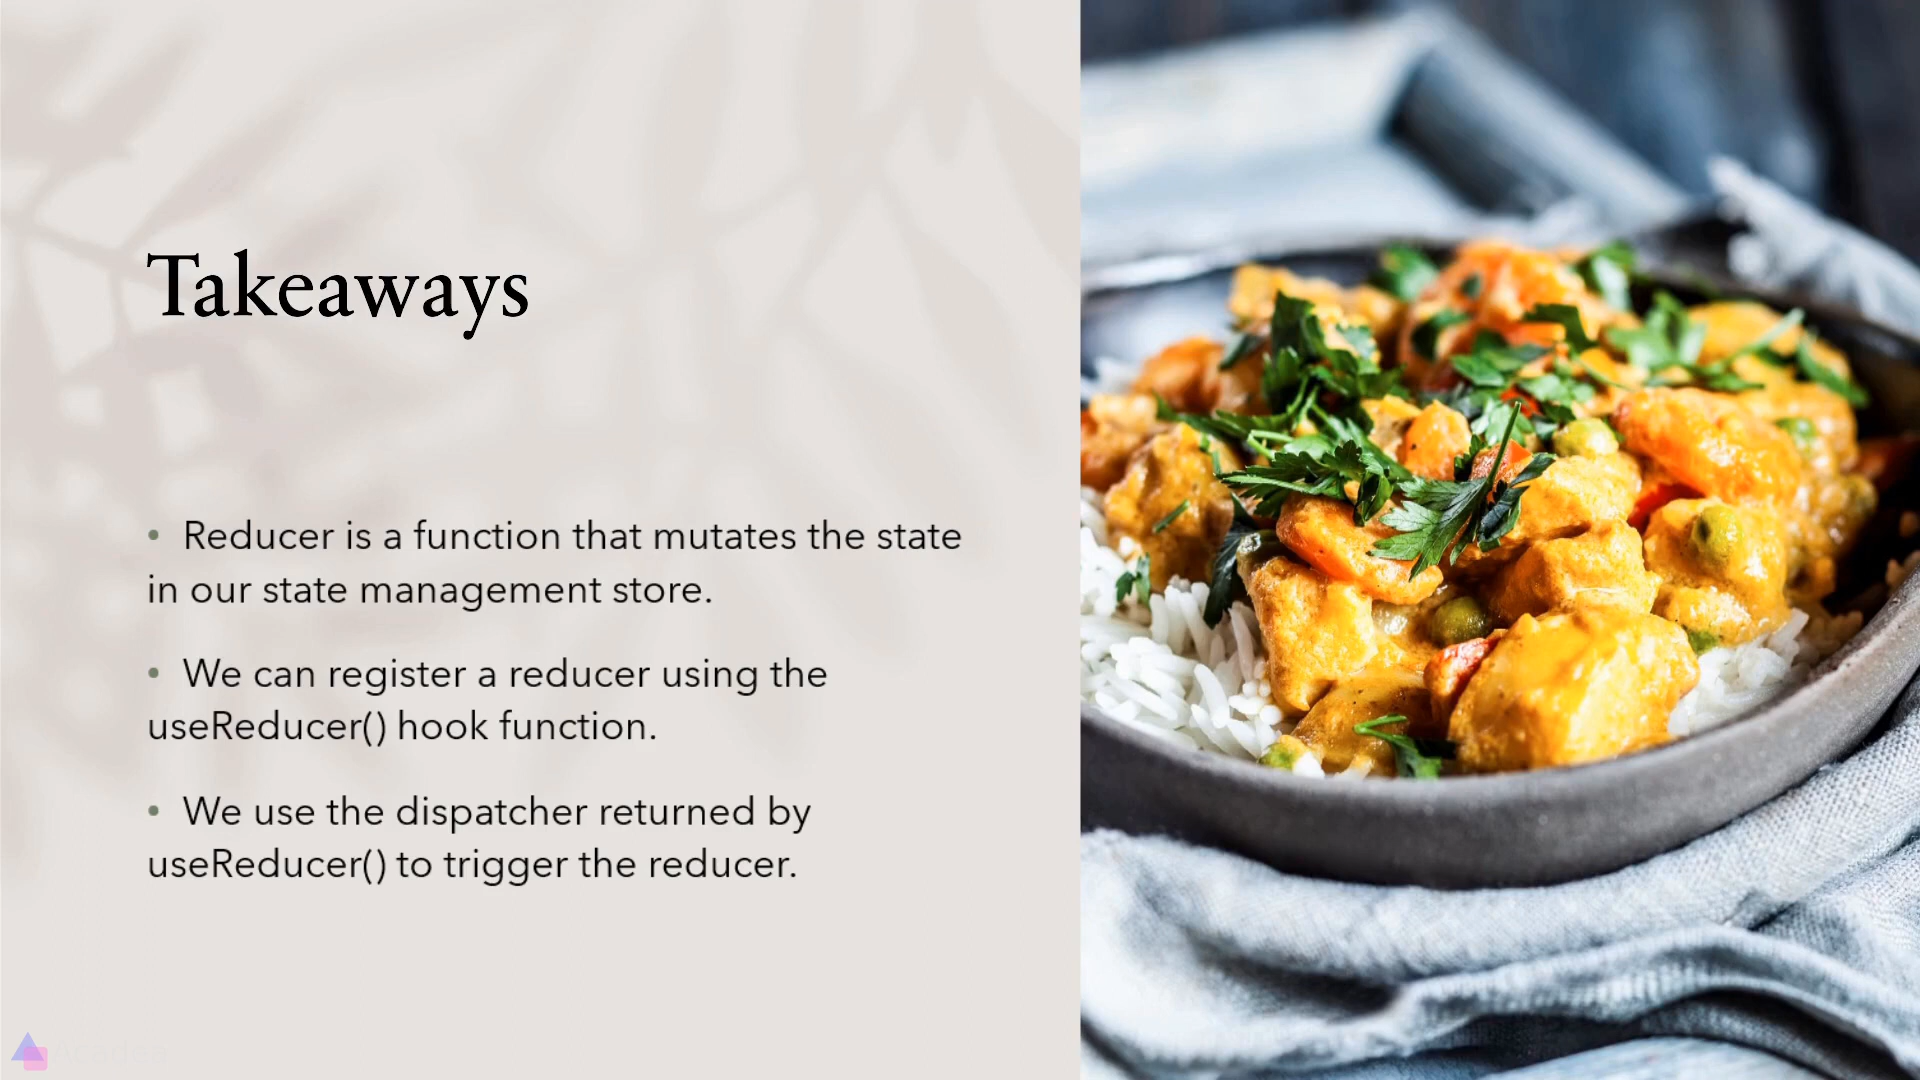 Takeaways
• Reducer is a function that mutates the state
in our state management store.
• We can register a reducer using the
useReducer() hook function.
• We use the dispatcher returned by
useReducer() to trigger the reducer.